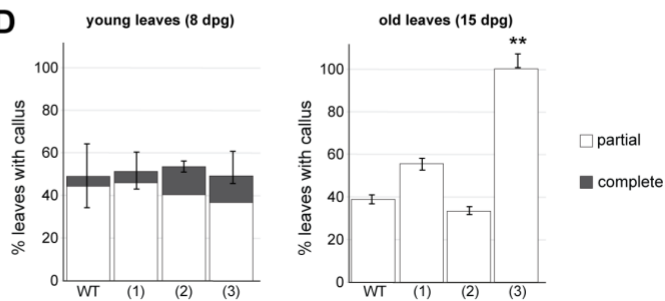 D
young leaves (8 dpg)
% leaves with callus
100
80
60
40
20
0
WT (1) (2) (3)
old leaves (15 dpg)
% leaves with callus
100
80
60
40
20
0
**
WT (1) (2) (3)
partial
complete